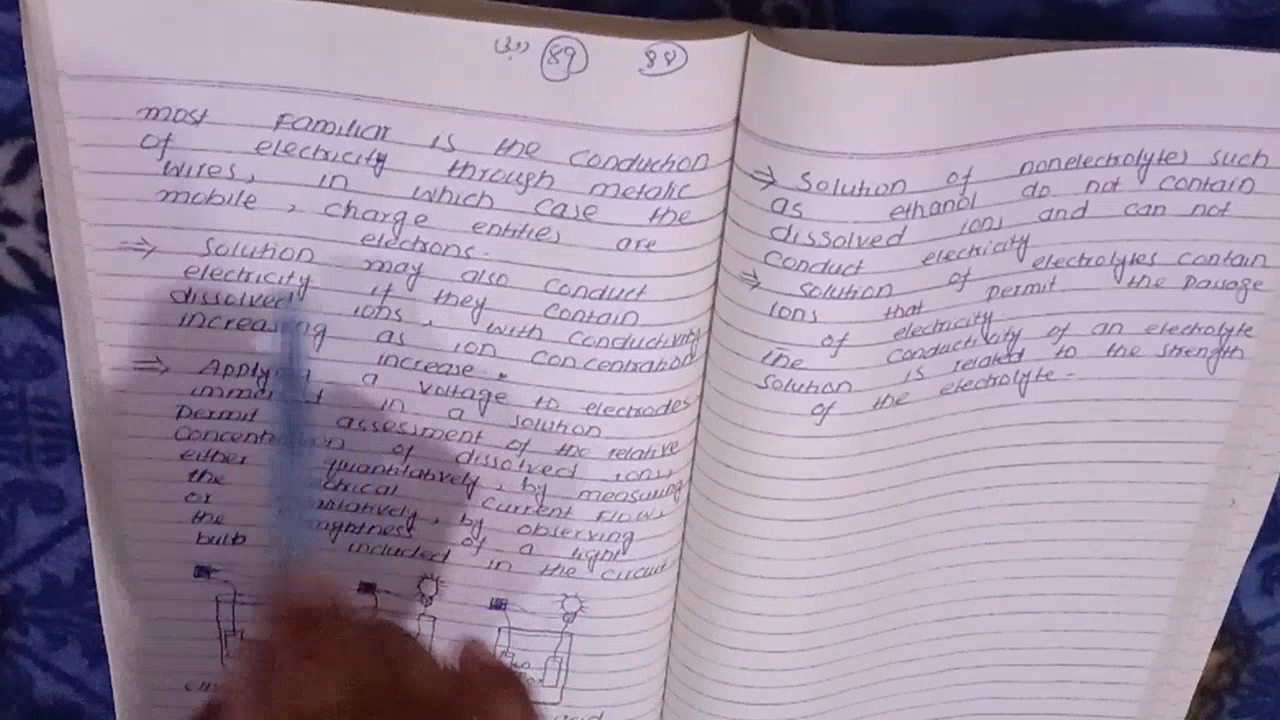 89 88
most Familiar is the conduction
of electricity through metalic
wires, in which case the
mobile, charge entities are
electrons.
⇒ Solution may also conduct
electricity if they contain
dissolved ions, with conductivity
increasing as ion concentration
increase.
⇒ Apply a voltage to electrodes
in a solution
permit assessment of the relative
of dissolved ions,
either quantitatively, by measuring
the current flow,
or by observing
the of a light
bulb included in the circuit
⇒ Solution of nonelectrolytes such
as ethanol do not contain
dissolved ions and can not
conduct electricity
⇒ Solution of electrolytes contain
Ions that permit the passage
of electricity.
The conductivity of an electrolyte
solution is related to the strength
of the electrolyte.